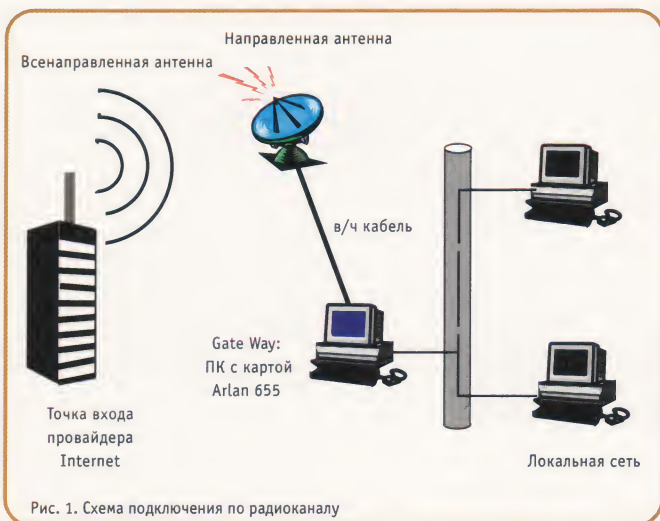 Направленная антенна
Всенаправленная антенна
в/ч кабель
Gate Way:
ПК с картой
Arlan 655
Точка входа
провайдера
Internet
Локальная сеть
Рис. 1. Схема подключения по радиоканалу